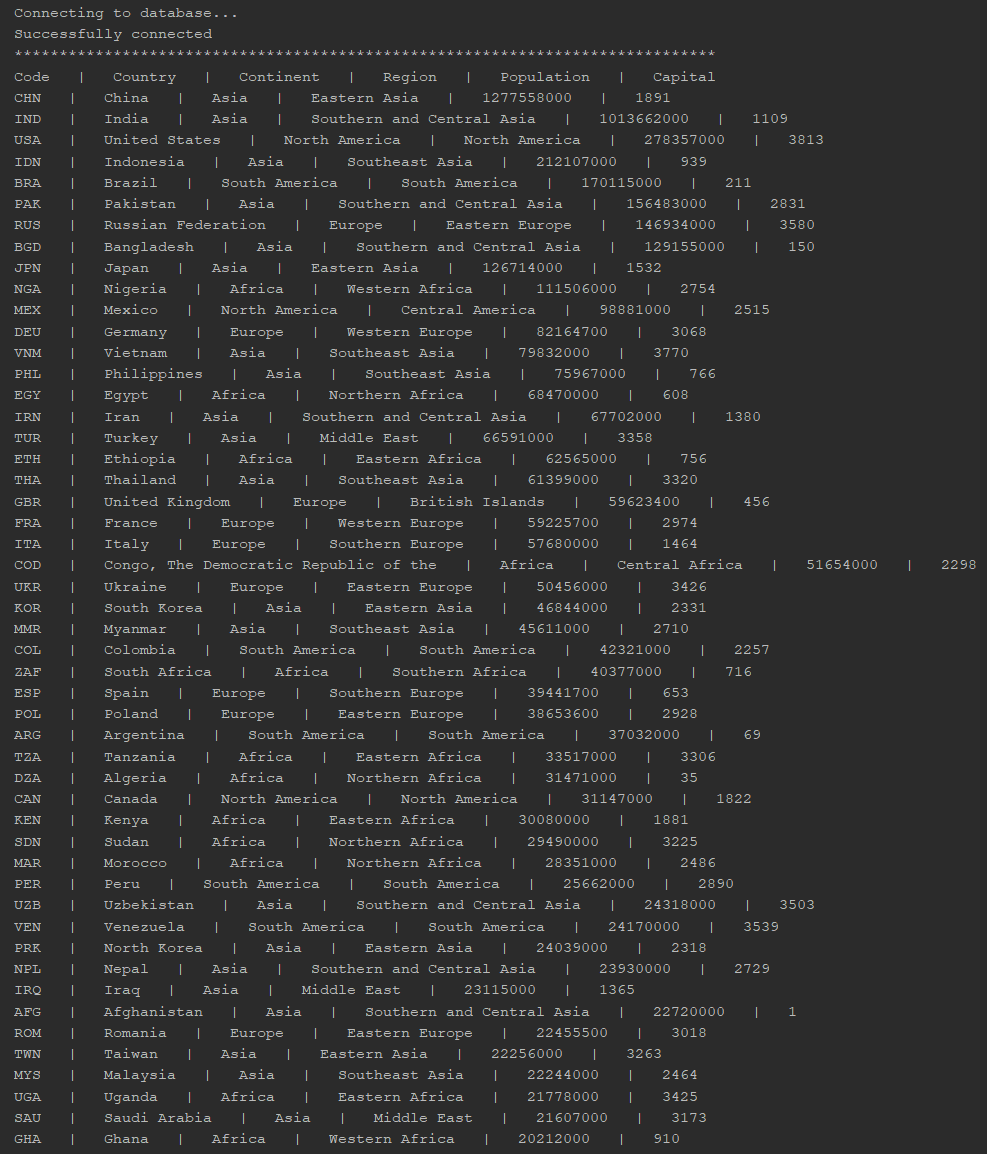 Connecting to database...
Successfully connected
******************************************************************************
Code | Country | Continent | Region | Population | Capital
CHN | China | Asia | Eastern Asia | 1277558000 | 1891
IND | India | Asia | Southern and Central Asia | 1013662000 | 1109
USA | United States | North America | North America | 278357000 | 3813
IDN | Indonesia | Asia | Southeast Asia | 212107000 | 939
BRA | Brazil | South America | South America | 170115000 | 211
PAK | Pakistan | Asia | Southern and Central Asia | 156483000 | 2831
RUS | Russian Federation | Europe | Eastern Europe | 146934000 | 3580
BGD | Bangladesh | Asia | Southern and Central Asia | 129155000 | 150
JPN | Japan | Asia | Eastern Asia | 126714000 | 1532
NGA | Nigeria | Africa | Western Africa | 111506000 | 2754
MEX | Mexico | North America | Central America | 98881000 | 2515
DEU | Germany | Europe | Western Europe | 82164700 | 3068
VNM | Vietnam | Asia | Southeast Asia | 79832000 | 3770
PHL | Philippines | Asia | Southeast Asia | 75967000 | 766
EGY | Egypt | Africa | Northern Africa | 68470000 | 608
IRN | Iran | Asia | Southern and Central Asia | 67702000 | 1380
TUR | Turkey | Asia | Middle East | 66591000 | 3358
ETH | Ethiopia | Africa | Eastern Africa | 62565000 | 756
THA | Thailand | Asia | Southeast Asia | 61399000 | 3320
GBR | United Kingdom | Europe | British Islands | 59623400 | 456
FRA | France | Europe | Western Europe | 59225700 | 2974
ITA | Italy | Europe | Southern Europe | 57680000 | 1464
COD | Congo, The Democratic Republic of the | Africa | Central Africa | 51654000 | 2298
UKR | Ukraine | Europe | Eastern Europe | 50456000 | 3426
KOR | South Korea | Asia | Eastern Asia | 46844000 | 2331
MMR | Myanmar | Asia | Southeast Asia | 45611000 | 2710
COL | Colombia | South America | South America | 42321000 | 2257
ZAF | South Africa | Africa | Southern Africa | 40377000 | 716
ESP | Spain | Europe | Southern Europe | 39441700 | 653
POL | Poland | Europe | Eastern Europe | 38653600 | 2928
ARG | Argentina | South America | South America | 37032000 | 69
TZA | Tanzania | Africa | Eastern Africa | 33517000 | 3306
DZA | Algeria | Africa | Northern Africa | 31471000 | 35
CAN | Canada | North America | North America | 31147000 | 1822
KEN | Kenya | Africa | Eastern Africa | 30080000 | 1881
SDN | Sudan | Africa | Northern Africa | 29490000 | 3225
MAR | Morocco | Africa | Northern Africa | 28351000 | 2486
PER | Peru | South America | South America | 25662000 | 2890
UZB | Uzbekistan | Asia | Southern and Central Asia | 24318000 | 3503
VEN | Venezuela | South America | South America | 24170000 | 3539
PRK | North Korea | Asia | Eastern Asia | 24039000 | 2318
NPL | Nepal | Asia | Southern and Central Asia | 23930000 | 2729
IRQ | Iraq | Asia | Middle East | 23115000 | 1365
AFG | Afghanistan | Asia | Southern and Central Asia | 22720000 | 1
ROM | Romania | Europe | Eastern Europe | 22455500 | 3018
TWN | Taiwan | Asia | Eastern Asia | 22256000 | 3263
MYS | Malaysia | Asia | Southeast Asia | 22244000 | 2464
UGA | Uganda | Africa | Eastern Africa | 21778000 | 3425
SAU | Saudi Arabia | Asia | Middle East | 21607000 | 3173
GHA | Ghana | Africa | Western Africa | 20212000 | 910